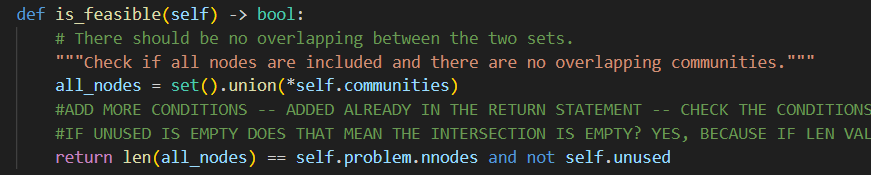 def is_feasible(self) -> bool:
# There should be no overlapping between the two sets.
"""Check if all nodes are included and there are no overlapping communities."""
all_nodes = set().union(*self.communities)
#ADD MORE CONDITIONS -- ADDED ALREADY IN THE RETURN STATEMENT -- CHECK THE CONDITIONS
#IF UNUSED IS EMPTY DOES THAT MEAN THE INTERSECTION IS EMPTY? YES, BECAUSE IF LEN VAL
return len(all_nodes) == self.problem.nnodes and not self.unused